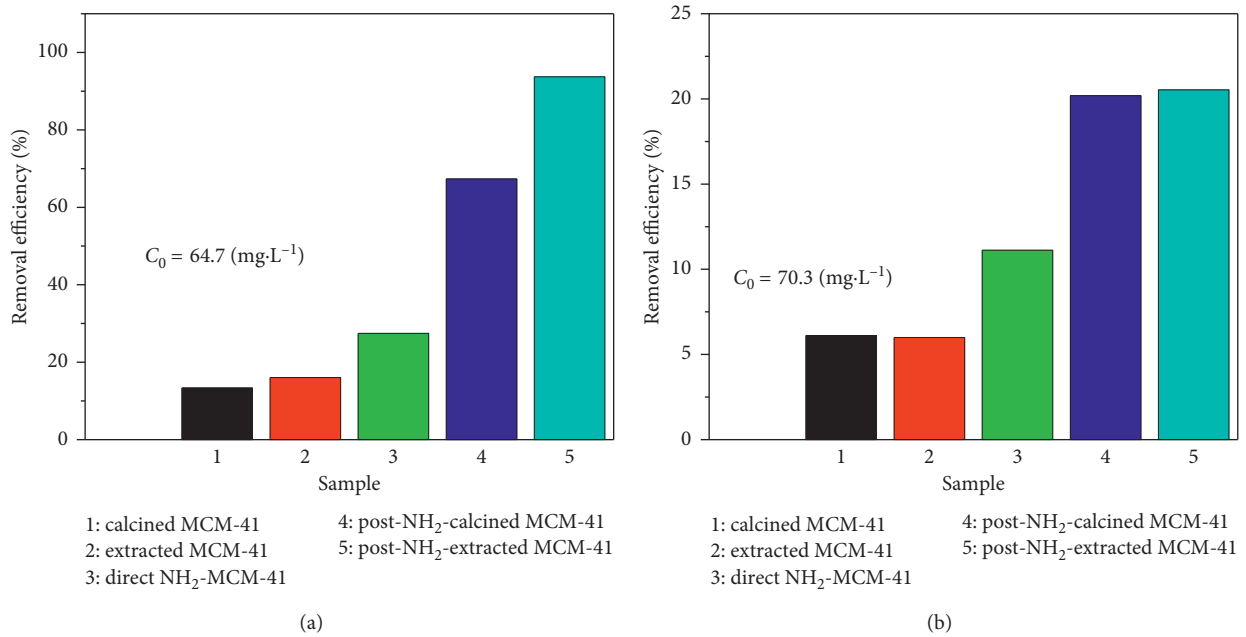 100
80
60
40
20
0
Removal efficiency (%)
C₀ = 64.7 (mg·L⁻¹)
1 2 3 4 5
Sample
1: calcined MCM-41
2: extracted MCM-41
3: direct NH₂-MCM-41
4: post-NH₂-calcined MCM-41
5: post-NH₂-extracted MCM-41
(a)
25
20
15
10
5
0
Removal efficiency (%)
C₀ = 70.3 (mg·L⁻¹)
1 2 3 4 5
Sample
1: calcined MCM-41
2: extracted MCM-41
3: direct NH₂-MCM-41
4: post-NH₂-calcined MCM-41
5: post-NH₂-extracted MCM-41
(b)